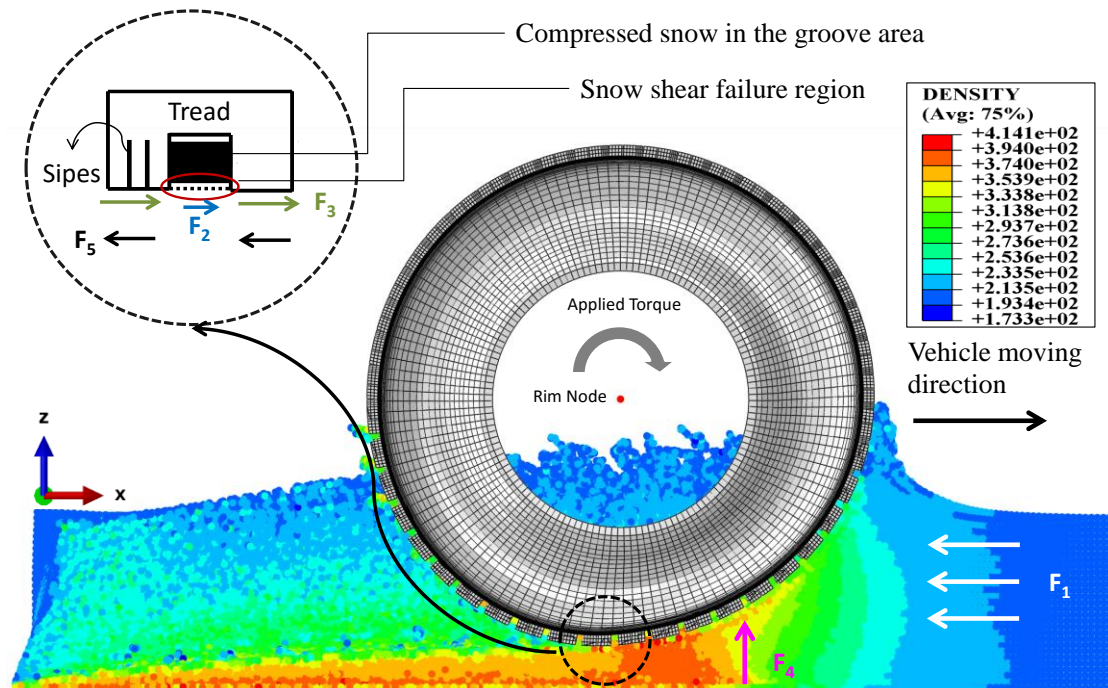 Compressed snow in the groove area
Snow shear failure region
Tread
Sipes
F₃
F₂
F₅
DENSITY
(Avg: 75%)
+4.141e+02
+3.940e+02
+3.740e+02
+3.539e+02
+3.338e+02
+3.138e+02
+2.937e+02
+2.736e+02
+2.536e+02
+2.335e+02
+2.135e+02
+1.934e+02
+1.733e+02
Applied Torque
Rim Node
Vehicle moving
direction
z
x
F₁
F₄